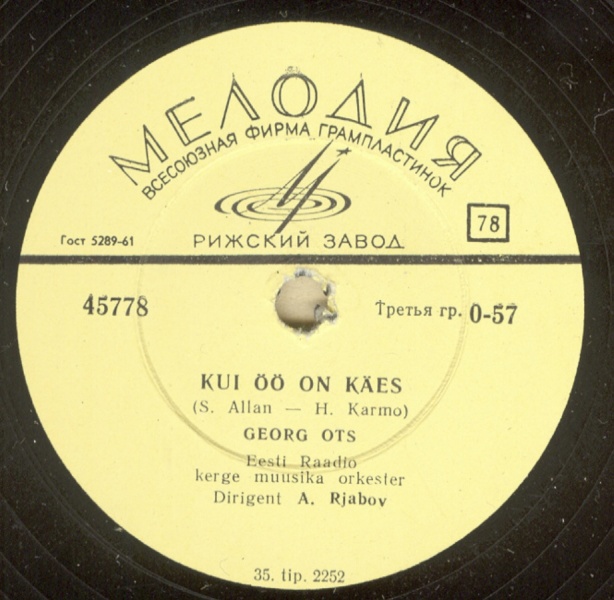 МЕЛОДИЯ
ВСЕСОЮЗНАЯ ФИРМА ГРАМПЛАСТИНОК
Гост 5289-61
РИЖСКИЙ ЗАВОД
78
45778
Третья гр. 0-57
KUI ÖÖ ON KÄES
(S. Allan — H. Karmo)
GEORG OTS
Eesti Raadio
kerge muusika orkester
Dirigent A. Rjabov
35. tip. 2252